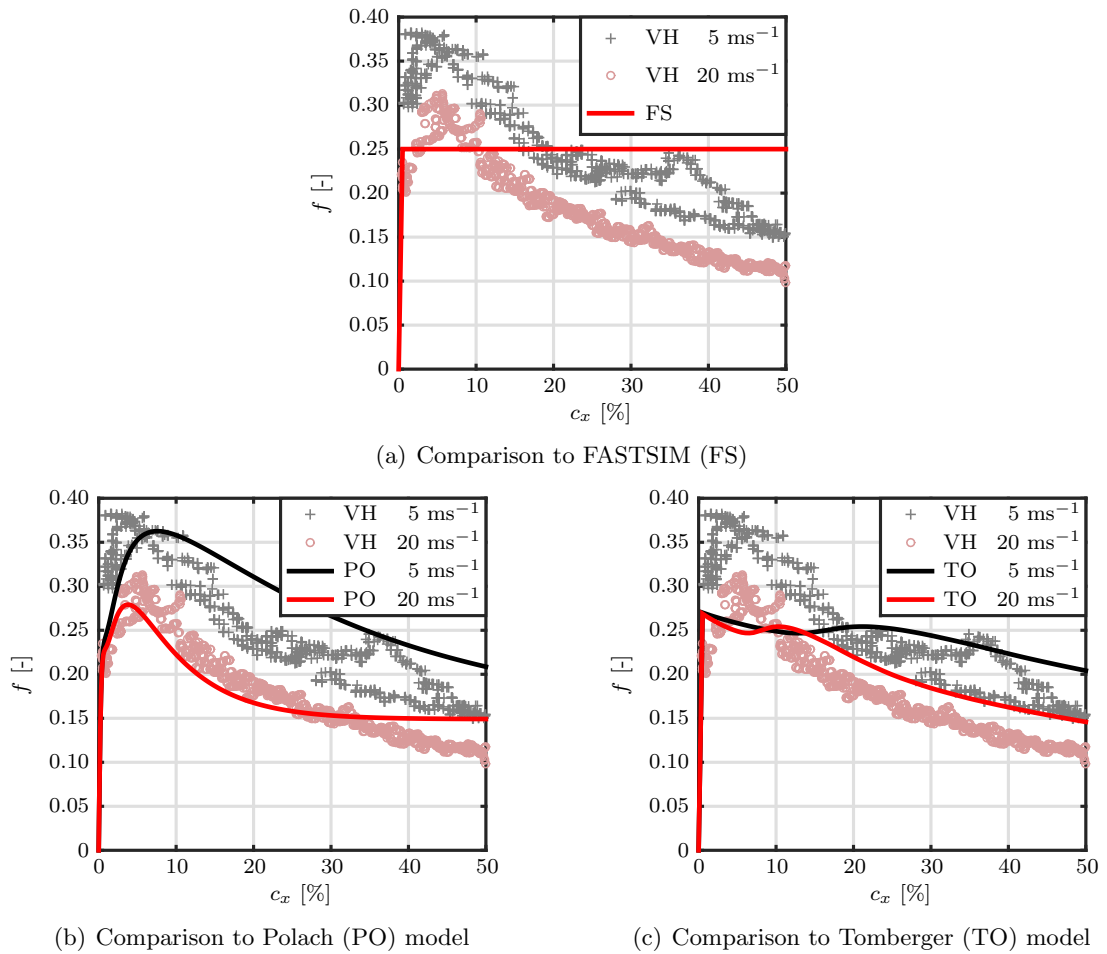 0.40
0.35
0.30
0.25
0.20
0.15
0.10
0.05
0
f [-]
VH 5 ms⁻¹
VH 20 ms⁻¹
FS
0 10 20 30 40 50
cₓ [%]
(a) Comparison to FASTSIM (FS)
0.40
0.35
0.30
0.25
0.20
0.15
0.10
0.05
0
f [-]
VH 5 ms⁻¹
VH 20 ms⁻¹
PO 5 ms⁻¹
PO 20 ms⁻¹
0 10 20 30 40 50
cₓ [%]
(b) Comparison to Polach (PO) model
0.40
0.35
0.30
0.25
0.20
0.15
0.10
0.05
0
f [-]
VH 5 ms⁻¹
VH 20 ms⁻¹
TO 5 ms⁻¹
TO 20 ms⁻¹
0 10 20 30 40 50
cₓ [%]
(c) Comparison to Tomberger (TO) model